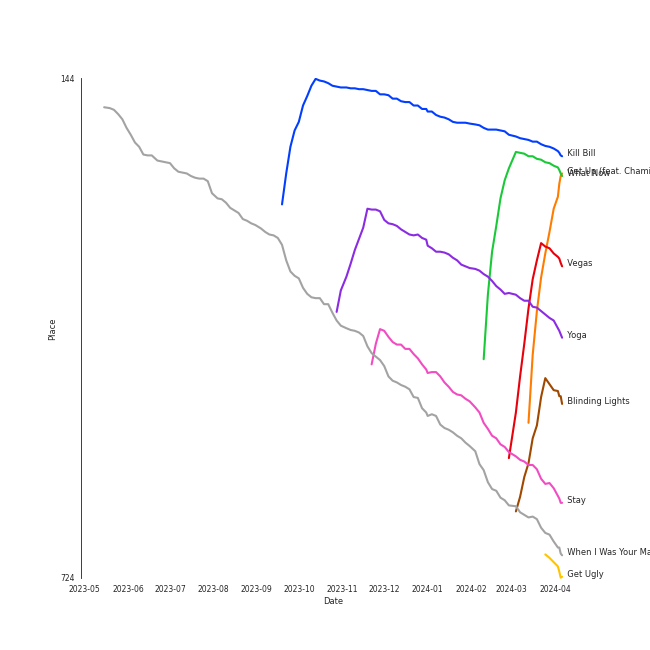 144
Kill Bill
Get Up (feat. Chami
What Now
Vegas
Place
Yoga
Blinding Lights
Stay
When I Was Your Ma
Get Ugly
724
2023-05 2023-06 2023-07 2023-08 2023-09 2023-10 2023-11 2023-12 2024-01 2024-02 2024-03 2024-04
Date